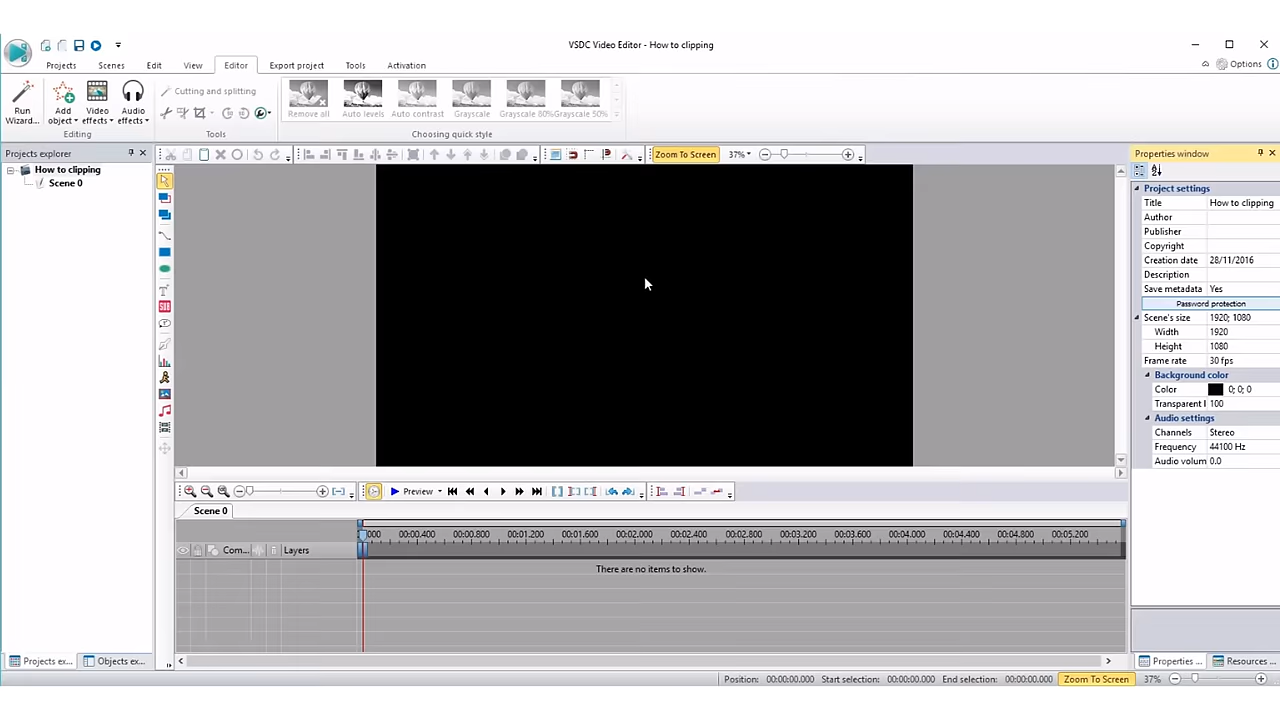 VSDC Video Editor - How to clipping
Projects Scenes Edit View Editor Export project Tools Activation
Options
Run Wizard...
Add object
Video effects
Audio effects
Editing
Cutting and splitting
Tools
Remove all Auto levels Auto contrast Grayscale Grayscale 80% Grayscale 50%
Choosing quick style
Projects explorer
How to clipping
Scene 0
Zoom To Screen 37%
Properties window
Project settings
Title How to clipping
Author
Publisher
Copyright
Creation date 28/11/2016
Description
Save metadata Yes
Password protection
Scene's size 1920; 1080
Width 1920
Height 1080
Frame rate 30 fps
Background color
Color 0; 0; 0
Transparent l 100
Audio settings
Channels Stereo
Frequency 44100 Hz
Audio volum 0.0
Preview
Scene 0
000 00:00.400 00:00.800 00:01.200 00:01.600 00:02.000 00:02.400 00:02.800 00:03.200 00:03.600 00:04.000 00:04.400 00:04.800 00:05.200
Com... Layers
There are no items to show.
Projects ex... Objects ex...
Properties ... Resources ...
Position: 00:00:00.000 Start selection: 00:00:00.000 End selection: 00:00:00.000 Zoom To Screen 37%